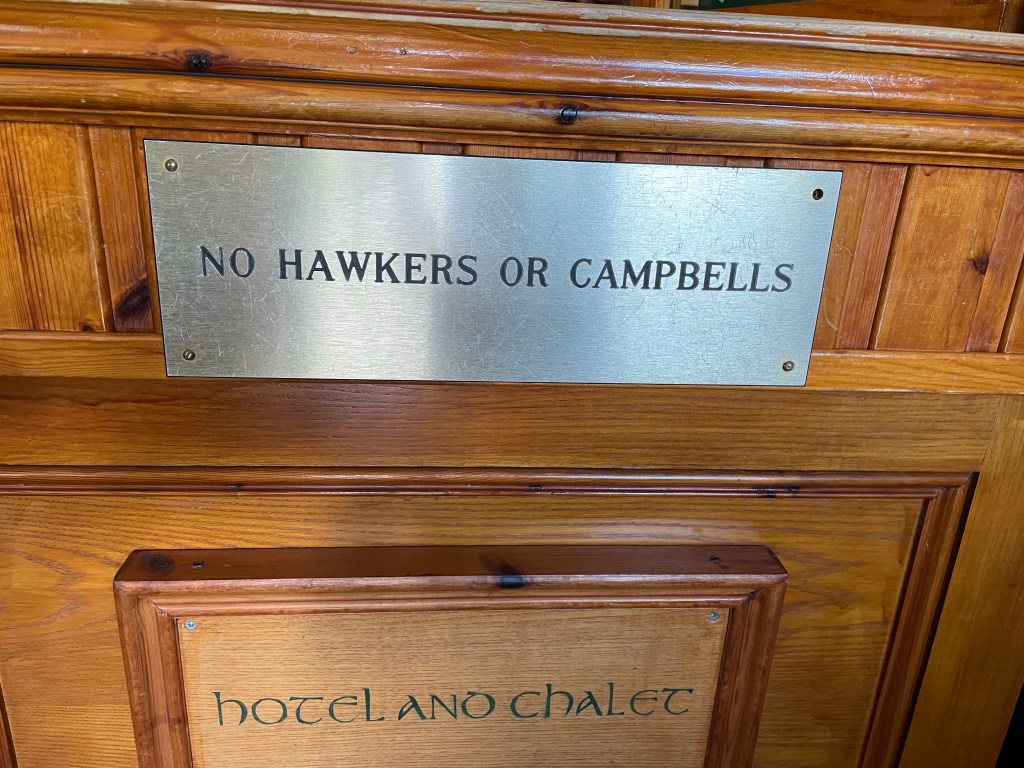 NO HAWKERS OR CAMPBELLS
hotel and chalet